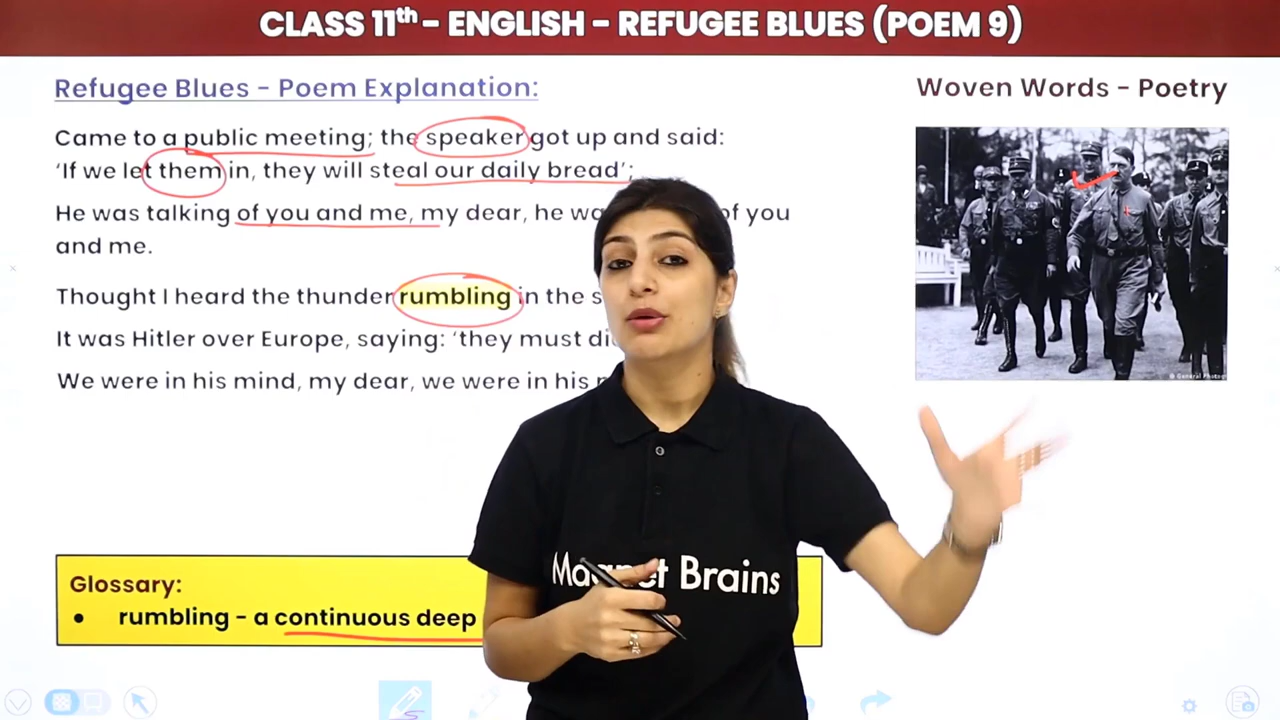 CLASS 11th - ENGLISH - REFUGEE BLUES (POEM 9)
Refugee Blues - Poem Explanation:
Woven Words - Poetry
Came to a public meeting; the speaker got up and said:
‘If we let them in, they will steal our daily bread’;
He was talking of you and me, my dear, he of you
and me.
Thought I heard the thunder rumbling in the
It was Hitler over Europe, saying: ‘they must
We were in his mind, my dear, we were in his
© General
Magnet Brains
Glossary:
• rumbling - a continuous deep